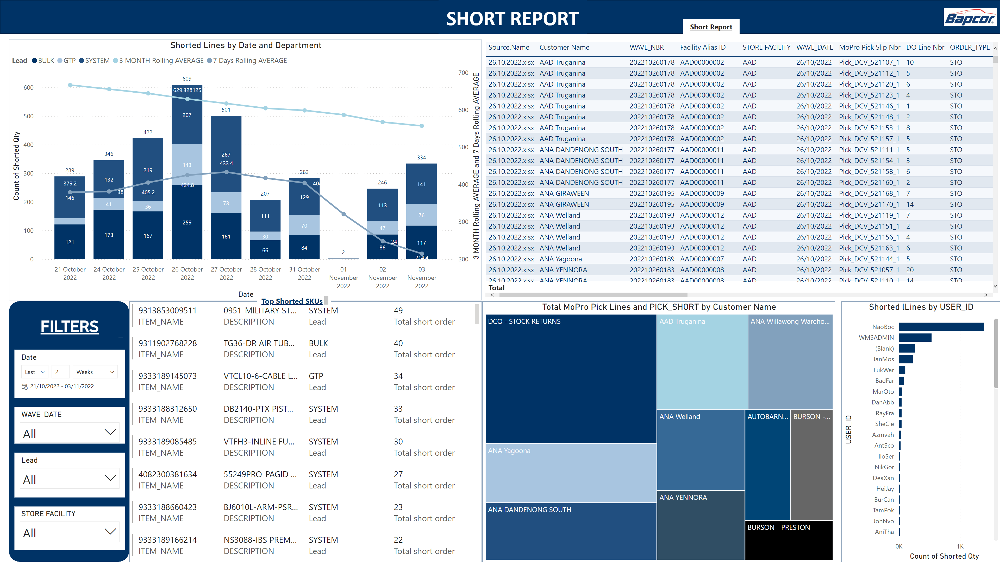 SHORT REPORT
Short Report
Bapcor
Shorted Lines by Date and Department
Lead BULK GTP SYSTEM 3 MONTH Rolling AVERAGE 7 Days Rolling AVERAGE
Count of Shorted Qty
600
500
400
300
200
100
0
700
600
500
400
300
200
3 MONTH Rolling AVERAGE and 7 Days Rolling AVERAGE
289
379.2
146
121
346
132
38
41
173
422
219
405.2
36
167
609
629.328125
207
143
424.8
259
501
267
433.4
73
161
207
111
30
66
283
40
129
70
84
2
246
113
47
24
86
334
141
76
117
214.4
21 October 2022
24 October 2022
25 October 2022
26 October 2022
27 October 2022
28 October 2022
31 October 2022
01 November 2022
02 November 2022
03 November 2022
Date
Source.Name Customer Name WAVE_NBR Facility Alias ID STORE FACILITY WAVE_DATE MoPro Pick Slip Nbr DO Line Nbr ORDER_TYPE
26.10.2022.xlsx AAD Truganina 202210260178 AAD00000002 AAD 26/10/2022 Pick_DCV_521107_1 10 STO
26.10.2022.xlsx AAD Truganina 202210260178 AAD00000002 AAD 26/10/2022 Pick_DCV_521112_1 5 STO
26.10.2022.xlsx AAD Truganina 202210260178 AAD00000002 AAD 26/10/2022 Pick_DCV_521120_1 6 STO
26.10.2022.xlsx AAD Truganina 202210260178 AAD00000002 AAD 26/10/2022 Pick_DCV_521123_1 4 STO
26.10.2022.xlsx AAD Truganina 202210260178 AAD00000002 AAD 26/10/2022 Pick_DCV_521146_1 1 STO
26.10.2022.xlsx AAD Truganina 202210260178 AAD00000002 AAD 26/10/2022 Pick_DCV_521148_1 2 STO
26.10.2022.xlsx AAD Truganina 202210260178 AAD00000002 AAD 26/10/2022 Pick_DCV_521153_1 8 STO
26.10.2022.xlsx AAD Truganina 202210260178 AAD00000002 AAD 26/10/2022 Pick_DCV_521157_1 5 STO
26.10.2022.xlsx ANA DANDENONG SOUTH 202210260177 AAD00000011 AAD 26/10/2022 Pick_DCV_521111_1 5 STO
26.10.2022.xlsx ANA DANDENONG SOUTH 202210260177 AAD00000011 AAD 26/10/2022 Pick_DCV_521154_1 3 STO
26.10.2022.xlsx ANA DANDENONG SOUTH 202210260177 AAD00000011 AAD 26/10/2022 Pick_DCV_521158_1 6 STO
26.10.2022.xlsx ANA DANDENONG SOUTH 202210260177 AAD00000011 AAD 26/10/2022 Pick_DCV_521160_1 2 STO
26.10.2022.xlsx ANA GIRAWEEN 202210260195 AAD00000009 AAD 26/10/2022 Pick_DCV_521168_1 7 STO
26.10.2022.xlsx ANA GIRAWEEN 202210260195 AAD00000009 AAD 26/10/2022 Pick_DCV_521170_1 14 STO
26.10.2022.xlsx ANA Welland 202210260193 AAD00000012 AAD 26/10/2022 Pick_DCV_521119_1 7 STO
26.10.2022.xlsx ANA Welland 202210260193 AAD00000012 AAD 26/10/2022 Pick_DCV_521151_1 2 STO
26.10.2022.xlsx ANA Welland 202210260193 AAD00000012 AAD 26/10/2022 Pick_DCV_521156_1 4 STO
26.10.2022.xlsx ANA Welland 202210260193 AAD00000012 AAD 26/10/2022 Pick_DCV_521163_1 6 STO
26.10.2022.xlsx ANA Yagoona 202210260189 AAD00000007 AAD 26/10/2022 Pick_DCV_521144_1 5 STO
26.10.2022.xlsx ANA YENNORA 202210260183 AAD00000008 AAD 26/10/2022 Pick_DCV_521057_1 20 STO
26.10.2022.xlsx ANA YENNORA 202210260183 AAD00000008 AAD 26/10/2022 Pick_DCV_521110_1 14 STO
Total
FILTERS
Date
Last 2 Weeks
21/10/2022 - 03/11/2022
WAVE_DATE
All
Lead
All
STORE FACILITY
All
Top Shorted SKUs
9313853009511 0951-MILITARY ST... SYSTEM 49
ITEM_NAME DESCRIPTION Lead Total short order
9311902768228 TG36-DR AIR TUB... BULK 40
ITEM_NAME DESCRIPTION Lead Total short order
9333189145073 VTCL10-6-CABLE L... GTP 34
ITEM_NAME DESCRIPTION Lead Total short order
9333188312650 DB2140-PTX PIST... SYSTEM 33
ITEM_NAME DESCRIPTION Lead Total short order
9333189085485 VTFH3-INLINE FU... SYSTEM 30
ITEM_NAME DESCRIPTION Lead Total short order
4082300381634 55249PRO-PAGID ... SYSTEM 27
ITEM_NAME DESCRIPTION Lead Total short order
9333188660423 BJ6010L-ARM-PSR... SYSTEM 23
ITEM_NAME DESCRIPTION Lead Total short order
9333189166214 NS3088-IBS PREM... SYSTEM 22
ITEM_NAME DESCRIPTION Lead Total short order
Total MoPro Pick Lines and PICK_SHORT by Customer Name
DCQ - STOCK RETURNS
ANA Yagoona
ANA DANDENONG SOUTH
AAD Truganina
ANA Willawong Wareho...
ANA Welland
ANA YENNORA
AUTOBARN...
BURSON -...
BURSON - PRESTON
Shorted lLines by USER_ID
USER_ID
NaoBoc
WMSADMIN
(Blank)
JanMos
LukWar
BadFar
MarOto
DanAbb
RayFra
SheCle
Azmvah
AntSco
IloSer
NikGor
DeaXan
HeiJay
BurCan
TamPok
JohNvo
AniTha
0K 1K
Count of Shorted Qty